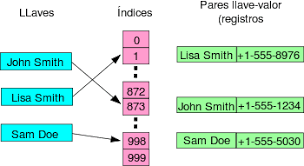 LLaves
Índices
Pares llave-valor
(registros
0
1
Lisa Smith
+1-555-8976
John Smith
Lisa Smith
872
873
John Smith
+1-555-1234
Sam Doe
998
999
Sam Doe
+1-555-5030